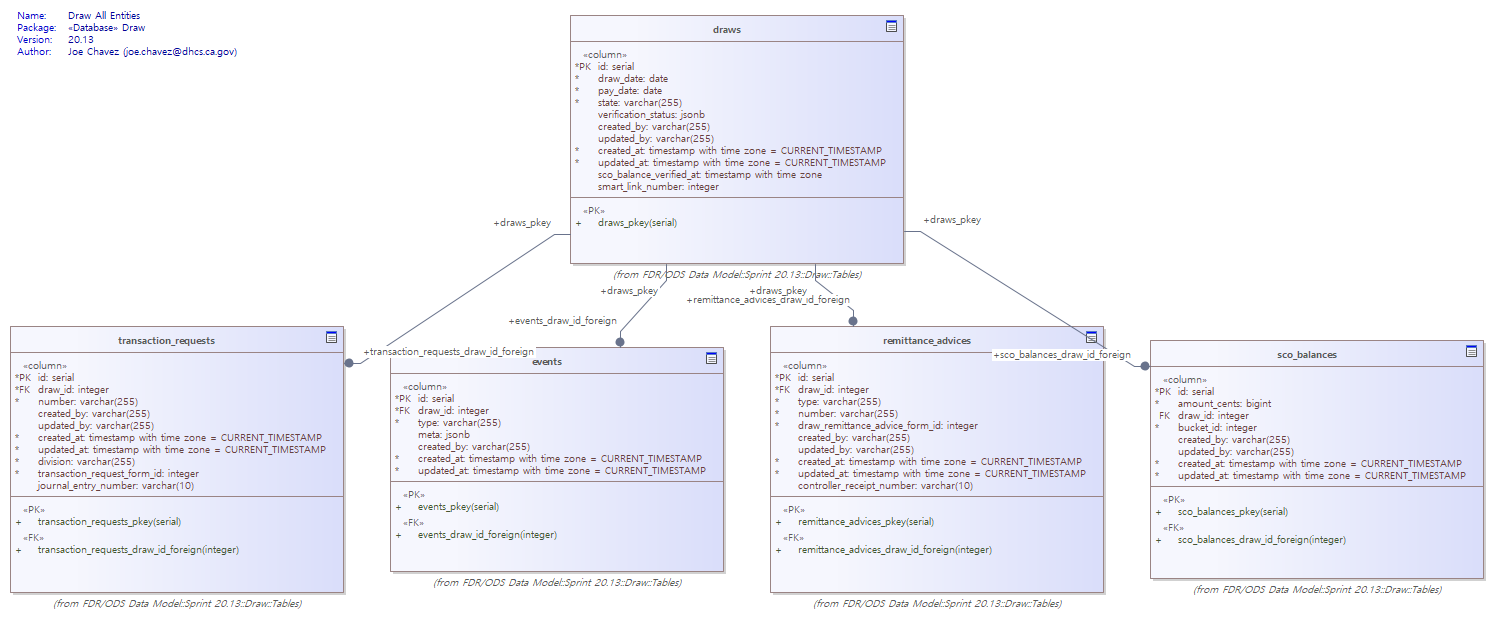 Name: Draw All Entities
Package: «Database» Draw
Version: 20.13
Author: Joe Chavez (joe.chavez@dhcs.ca.gov)
draws
«column»
*PK id: serial
* draw_date: date
* pay_date: date
* state: varchar(255)
verification_status: jsonb
created_by: varchar(255)
updated_by: varchar(255)
* created_at: timestamp with time zone = CURRENT_TIMESTAMP
* updated_at: timestamp with time zone = CURRENT_TIMESTAMP
sco_balance_verified_at: timestamp with time zone
smart_link_number: integer
«PK»
+ draws_pkey(serial)
(from FDR/ODS Data Model::Sprint 20.13::Draw::Tables)
+draws_pkey
+draws_pkey
+draws_pkey
+draws_pkey
+remittance_advices_draw_id_foreign
+events_draw_id_foreign
+transaction_requests_draw_id_foreign
+sco_balances_draw_id_foreign
transaction_requests
«column»
*PK id: serial
*FK draw_id: integer
* number: varchar(255)
created_by: varchar(255)
updated_by: varchar(255)
* created_at: timestamp with time zone = CURRENT_TIMESTAMP
* updated_at: timestamp with time zone = CURRENT_TIMESTAMP
* division: varchar(255)
* transaction_request_form_id: integer
journal_entry_number: varchar(10)
«PK»
+ transaction_requests_pkey(serial)
«FK»
+ transaction_requests_draw_id_foreign(integer)
(from FDR/ODS Data Model::Sprint 20.13::Draw::Tables)
events
«column»
*PK id: serial
*FK draw_id: integer
* type: varchar(255)
meta: jsonb
created_by: varchar(255)
* created_at: timestamp with time zone = CURRENT_TIMESTAMP
* updated_at: timestamp with time zone = CURRENT_TIMESTAMP
«PK»
+ events_pkey(serial)
«FK»
+ events_draw_id_foreign(integer)
(from FDR/ODS Data Model::Sprint 20.13::Draw::Tables)
remittance_advices
«column»
*PK id: serial
*FK draw_id: integer
* type: varchar(255)
* number: varchar(255)
* draw_remittance_advice_form_id: integer
created_by: varchar(255)
updated_by: varchar(255)
* created_at: timestamp with time zone = CURRENT_TIMESTAMP
* updated_at: timestamp with time zone = CURRENT_TIMESTAMP
controller_receipt_number: varchar(10)
«PK»
+ remittance_advices_pkey(serial)
«FK»
+ remittance_advices_draw_id_foreign(integer)
(from FDR/ODS Data Model::Sprint 20.13::Draw::Tables)
sco_balances
«column»
*PK id: serial
* amount_cents: bigint
FK draw_id: integer
* bucket_id: integer
created_by: varchar(255)
updated_by: varchar(255)
* created_at: timestamp with time zone = CURRENT_TIMESTAMP
* updated_at: timestamp with time zone = CURRENT_TIMESTAMP
«PK»
+ sco_balances_pkey(serial)
«FK»
+ sco_balances_draw_id_foreign(integer)
(from FDR/ODS Data Model::Sprint 20.13::Draw::Tables)